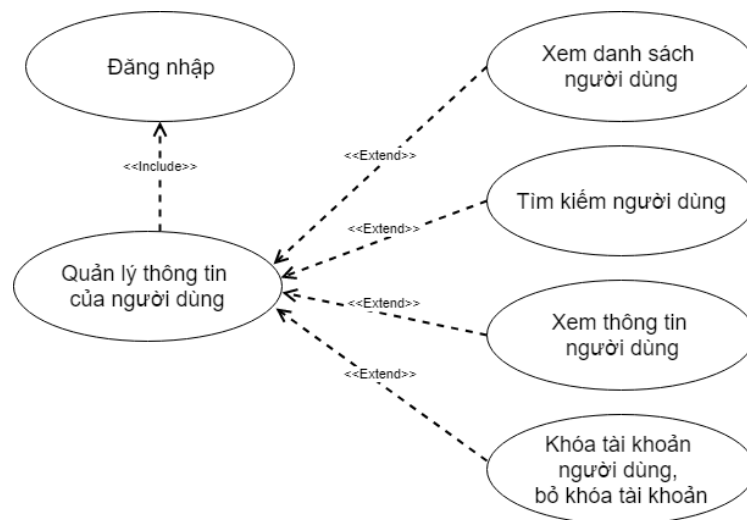 Đăng nhập
Xem danh sách
người dùng
<<Include>>
<<Extend>>
Tìm kiếm người dùng
<<Extend>>
Quản lý thông tin
của người dùng
<<Extend>>
Xem thông tin
người dùng
<<Extend>>
Khóa tài khoản
người dùng,
bỏ khóa tài khoản